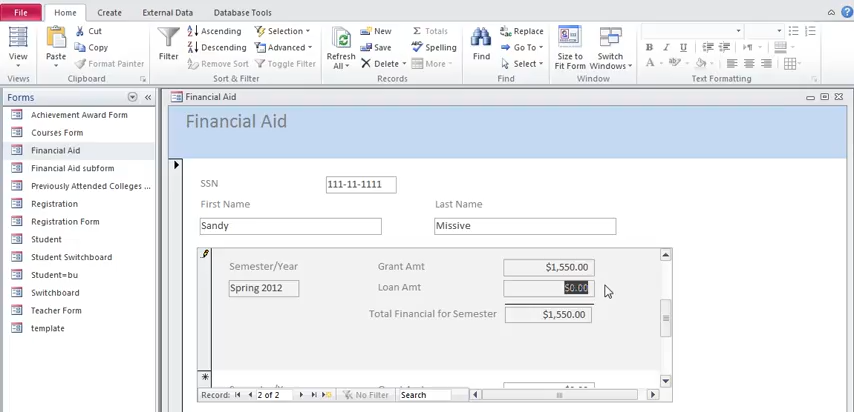 File Home Create External Data Database Tools
View
Views
Paste
Cut
Copy
Format Painter
Clipboard
Filter
Ascending
Descending
Remove Sort
Selection
Advanced
Toggle Filter
Sort & Filter
Refresh All
New
Save
Delete
Totals
Spelling
More
Records
Find
Replace
Go To
Select
Find
Size to Fit Form
Switch Windows
Window
B I U
A
Text Formatting
Forms
Achievement Award Form
Courses Form
Financial Aid
Financial Aid subform
Previously Attended Colleges ...
Registration
Registration Form
Student
Student Switchboard
Student=bu
Switchboard
Teacher Form
template
Financial Aid
Financial Aid
SSN 111-11-1111
First Name Last Name
Sandy Missive
Semester/Year Grant Amt $1,550.00
Spring 2012 Loan Amt $0.00
Total Financial for Semester $1,550.00
Record: 2 of 2 No Filter Search